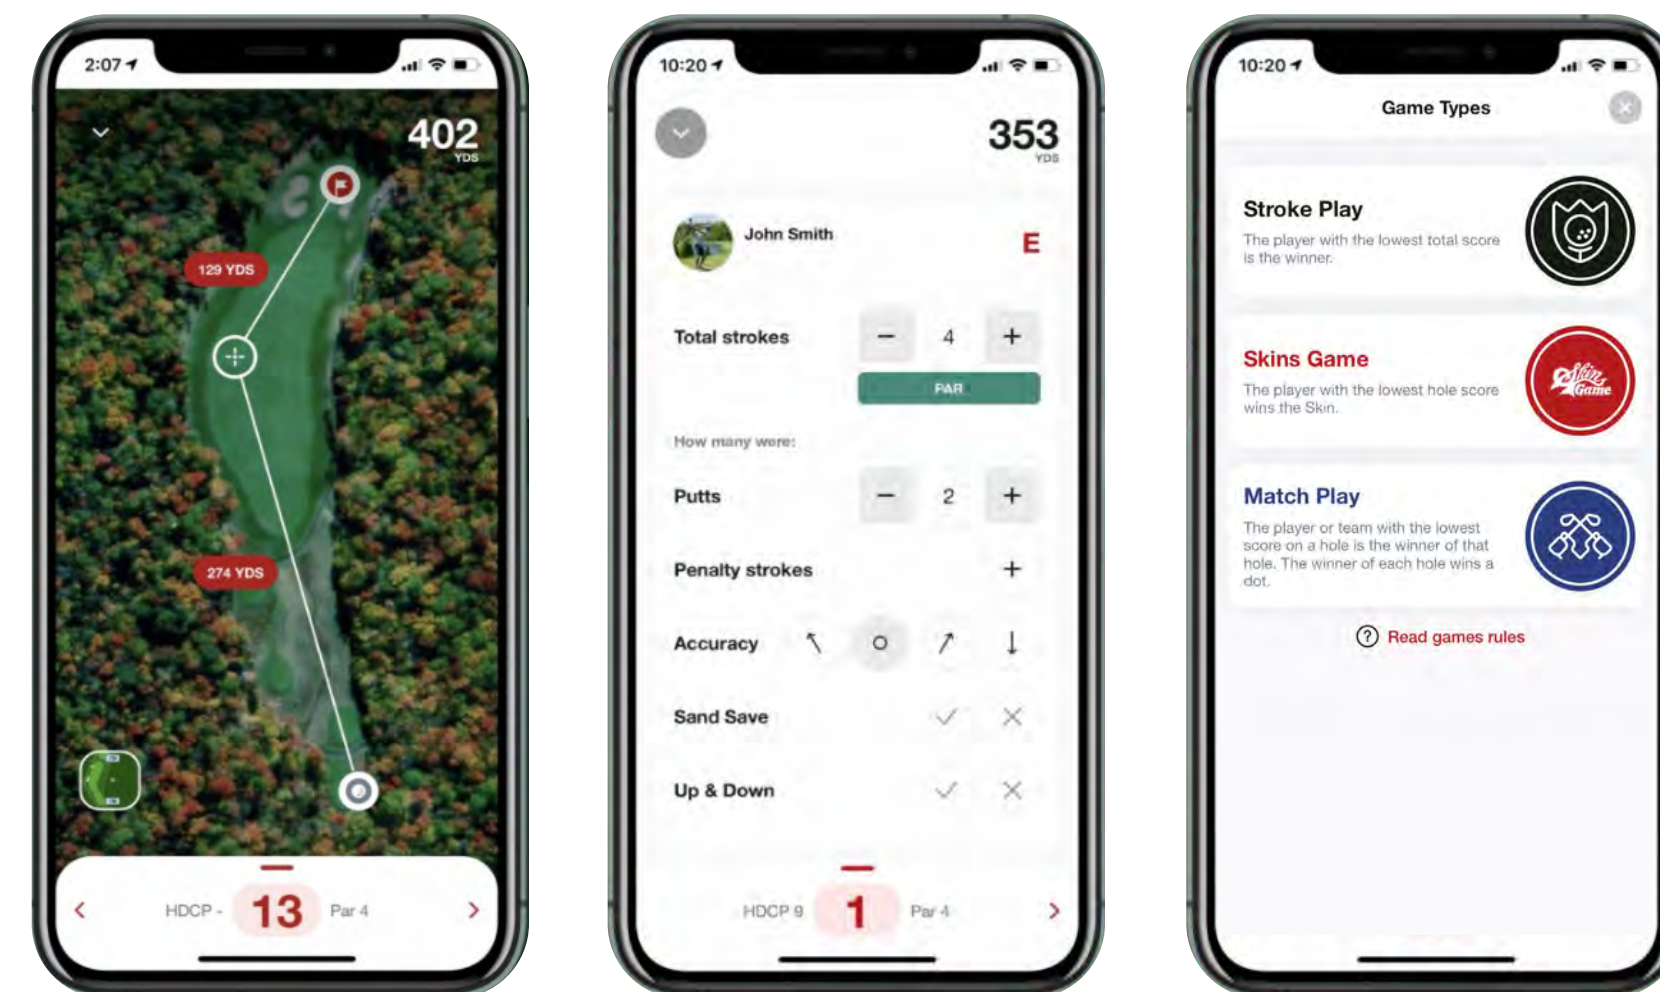 2:07
402
YDS
129 YDS
274 YDS
HDCP -
13
Par 4
10:20
353
YDS
John Smith
E
Total strokes
−
4
+
PAR
How many were:
Putts
−
2
+
Penalty strokes
+
Accuracy
Sand Save
Up & Down
HDCP 9
1
Par 4
10:20
Game Types
Stroke Play
The player with the lowest total score
is the winner.
Skins Game
The player with the lowest hole score
wins the Skin.
Skins
Game
Match Play
The player or team with the lowest
score on a hole is the winner of that
hole. The winner of each hole wins a
dot.
? Read games rules